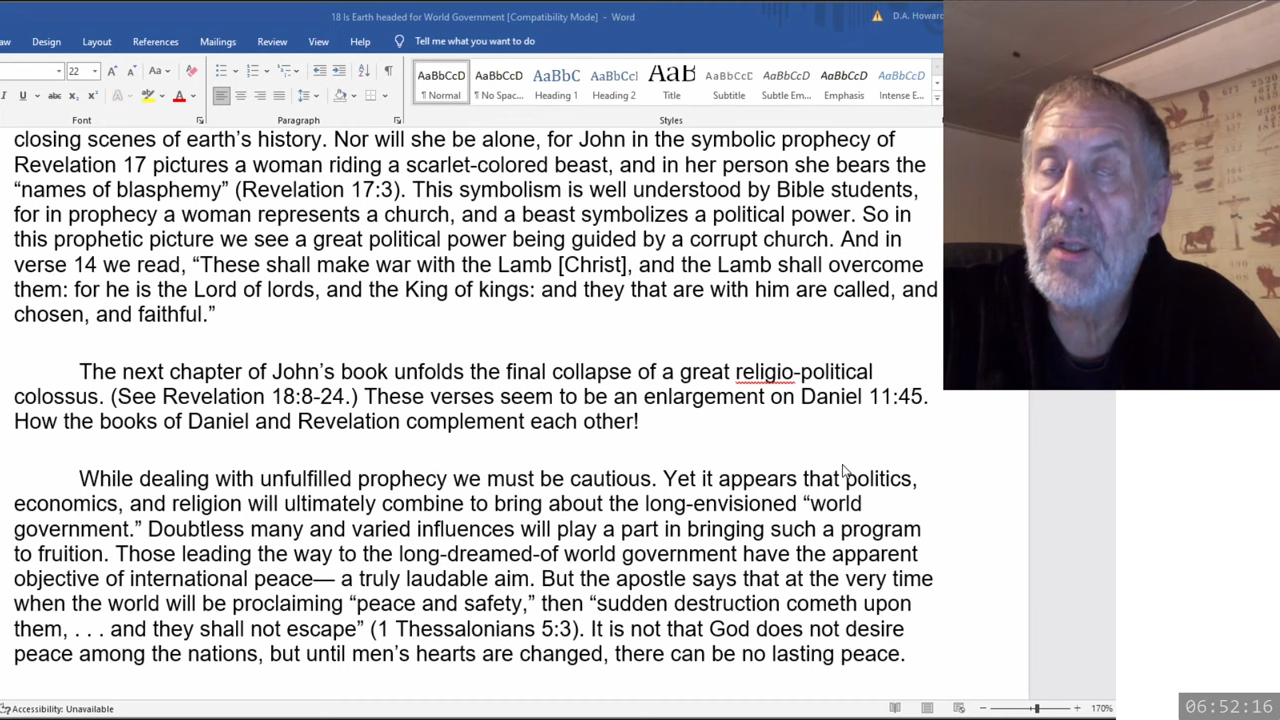 18 Is Earth headed for World Government [Compatibility Mode] - Word
D.A. Howard
aw Design Layout References Mailings Review View Help Tell me what you want to do
22 Aa
AaBbCcD AaBbCcD AaBbC AaBbCcI AaB AaBbCcD AaBbCcD AaBbCcD AaBbCcD
¶ Normal ¶ No Spac... Heading 1 Heading 2 Title Subtitle Subtle Em... Emphasis Intense E...
Font Paragraph Styles
closing scenes of earth’s history. Nor will she be alone, for John in the symbolic prophecy of
Revelation 17 pictures a woman riding a scarlet-colored beast, and in her person she bears the
“names of blasphemy” (Revelation 17:3). This symbolism is well understood by Bible students,
for in prophecy a woman represents a church, and a beast symbolizes a political power. So in
this prophetic picture we see a great political power being guided by a corrupt church. And in
verse 14 we read, “These shall make war with the Lamb [Christ], and the Lamb shall overcome
them: for he is the Lord of lords, and the King of kings: and they that are with him are called, and
chosen, and faithful.”
The next chapter of John’s book unfolds the final collapse of a great religio-political
colossus. (See Revelation 18:8-24.) These verses seem to be an enlargement on Daniel 11:45.
How the books of Daniel and Revelation complement each other!
While dealing with unfulfilled prophecy we must be cautious. Yet it appears that politics,
economics, and religion will ultimately combine to bring about the long-envisioned “world
government.” Doubtless many and varied influences will play a part in bringing such a program
to fruition. Those leading the way to the long-dreamed-of world government have the apparent
objective of international peace— a truly laudable aim. But the apostle says that at the very time
when the world will be proclaiming “peace and safety,” then “sudden destruction cometh upon
them, . . . and they shall not escape” (1 Thessalonians 5:3). It is not that God does not desire
peace among the nations, but until men’s hearts are changed, there can be no lasting peace.
Accessibility: Unavailable
170%
06:52:16